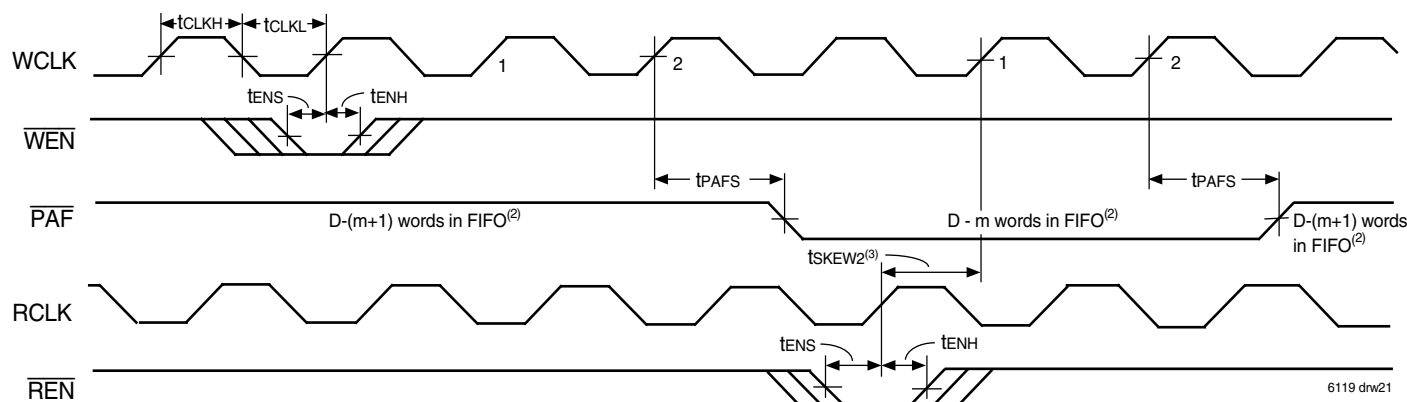 tCLKH tCLKL
WCLK 1 2 1 2
tENS tENH
WEN
tPAFS tPAFS
PAF D-(m+1) words in FIFO(2) D - m words in FIFO(2) D-(m+1) words
in FIFO(2)
tSKEW2(3)
RCLK
tENS tENH
REN
6119 drw21